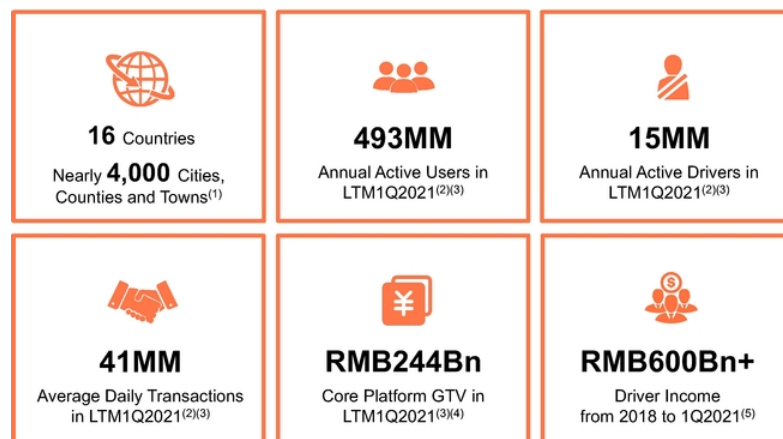 16 Countries
Nearly 4,000 Cities,
Counties and Towns(1)
493MM
Annual Active Users in
LTM1Q2021(2)(3)
15MM
Annual Active Drivers in
LTM1Q2021(2)(3)
41MM
Average Daily Transactions
in LTM1Q2021(2)(3)
¥
RMB244Bn
Core Platform GTV in
LTM1Q2021(3)(4)
$
RMB600Bn+
Driver Income
from 2018 to 1Q2021(5)